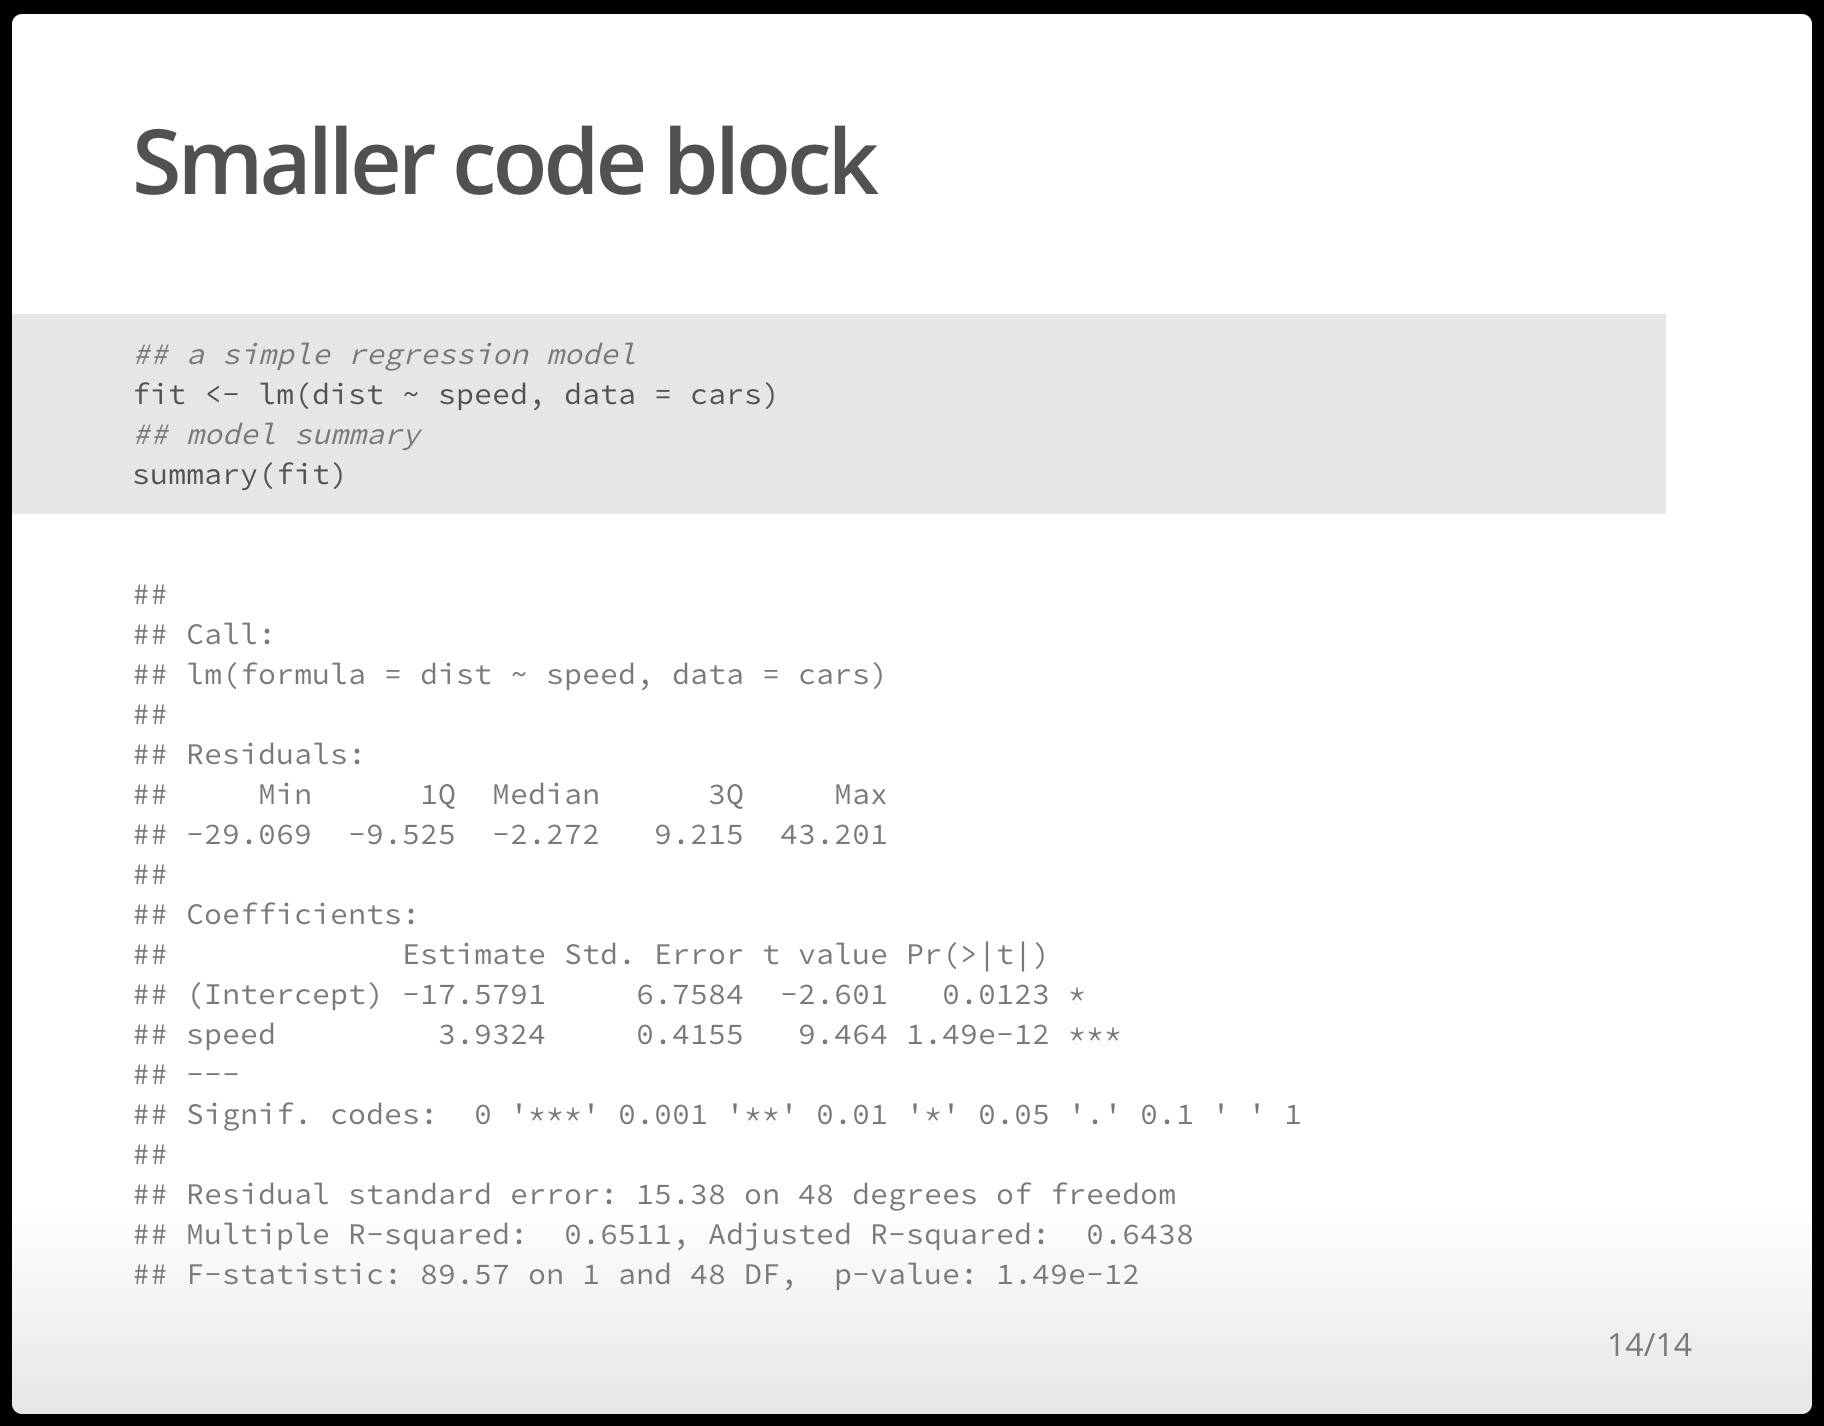 Smaller code block
## a simple regression model
fit <- lm(dist ~ speed, data = cars)
## model summary
summary(fit)
##
## Call:
## lm(formula = dist ~ speed, data = cars)
##
## Residuals:
##     Min      1Q  Median      3Q     Max
## -29.069  -9.525  -2.272   9.215  43.201
##
## Coefficients:
##             Estimate Std. Error t value Pr(>|t|)
## (Intercept) -17.5791     6.7584  -2.601   0.0123 *
## speed         3.9324     0.4155   9.464 1.49e-12 ***
## ---
## Signif. codes:  0 '***' 0.001 '**' 0.01 '*' 0.05 '.' 0.1 ' ' 1
##
## Residual standard error: 15.38 on 48 degrees of freedom
## Multiple R-squared:  0.6511, Adjusted R-squared:  0.6438
## F-statistic: 89.57 on 1 and 48 DF,  p-value: 1.49e-12
14/14